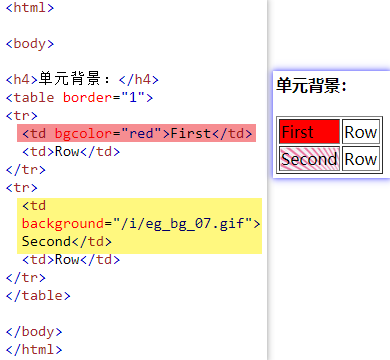 <html>
<body>
<h4>单元背景：</h4>
<table border="1">
<tr>
<td bgcolor="red">First</td>
<td>Row</td>
</tr>
<tr>
<td
background="/i/eg_bg_07.gif">
Second</td>
<td>Row</td>
</tr>
</table>
</body>
</html>
单元背景：
First Row
Second Row